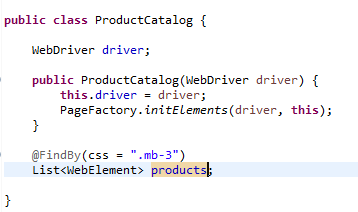 public class ProductCatalog {
WebDriver driver;
public ProductCatalog(WebDriver driver) {
this.driver = driver;
PageFactory.initElements(driver, this);
}
@FindBy(css = ".mb-3")
List<WebElement> products;
}